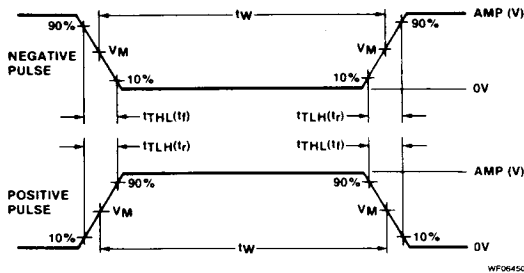 tW
AMP (V)
90%
90%
NEGATIVE
PULSE
VM
VM
10%
10%
0V
tTHL(tf)
tTLH(tr)
tTLH(tr)
tTHL(tf)
AMP (V)
90%
90%
POSITIVE
PULSE
VM
VM
10%
10%
tW
0V
WF06450